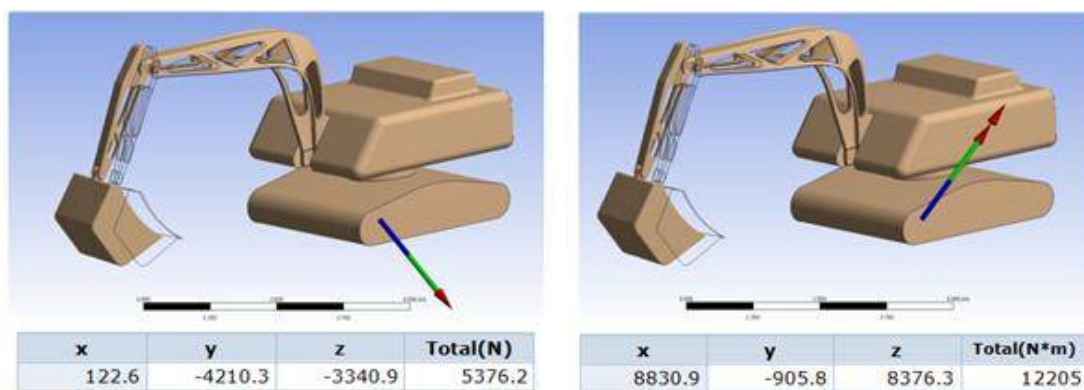 x y z Total(N)
122.6 -4210.3 -3340.9 5376.2
x y z Total(N*m)
8830.9 -905.8 8376.3 12205